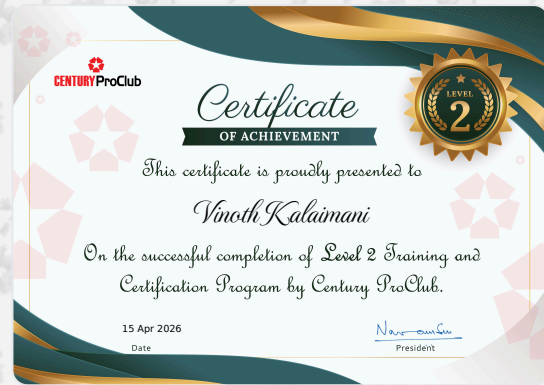 CENTURY ProClub
LEVEL
2
Certificate
OF ACHIEVEMENT
This certificate is proudly presented to
Vinoth Kalaimani
On the successful completion of Level 2 Training and
Certification Program by Century ProClub.
15 Apr 2026
Date
President